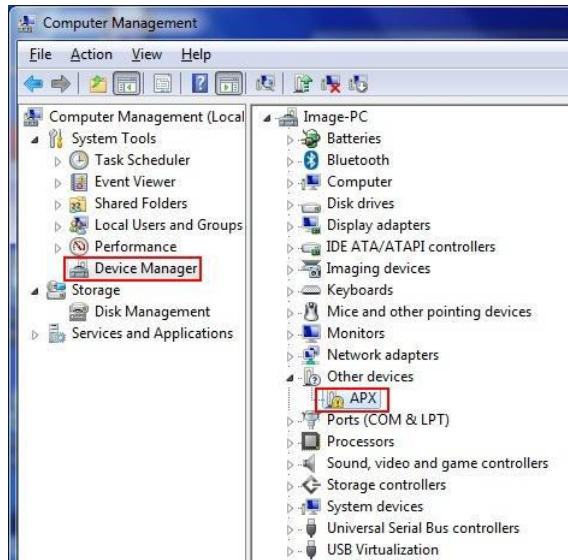 Computer Management
File Action View Help
Computer Management (Local
System Tools
Task Scheduler
Event Viewer
Shared Folders
Local Users and Groups
Performance
Device Manager
Storage
Disk Management
Services and Applications
Image-PC
Batteries
Bluetooth
Computer
Disk drives
Display adapters
IDE ATA/ATAPI controllers
Imaging devices
Keyboards
Mice and other pointing devices
Monitors
Network adapters
Other devices
APX
Ports (COM & LPT)
Processors
Sound, video and game controllers
Storage controllers
System devices
Universal Serial Bus controllers
USB Virtualization